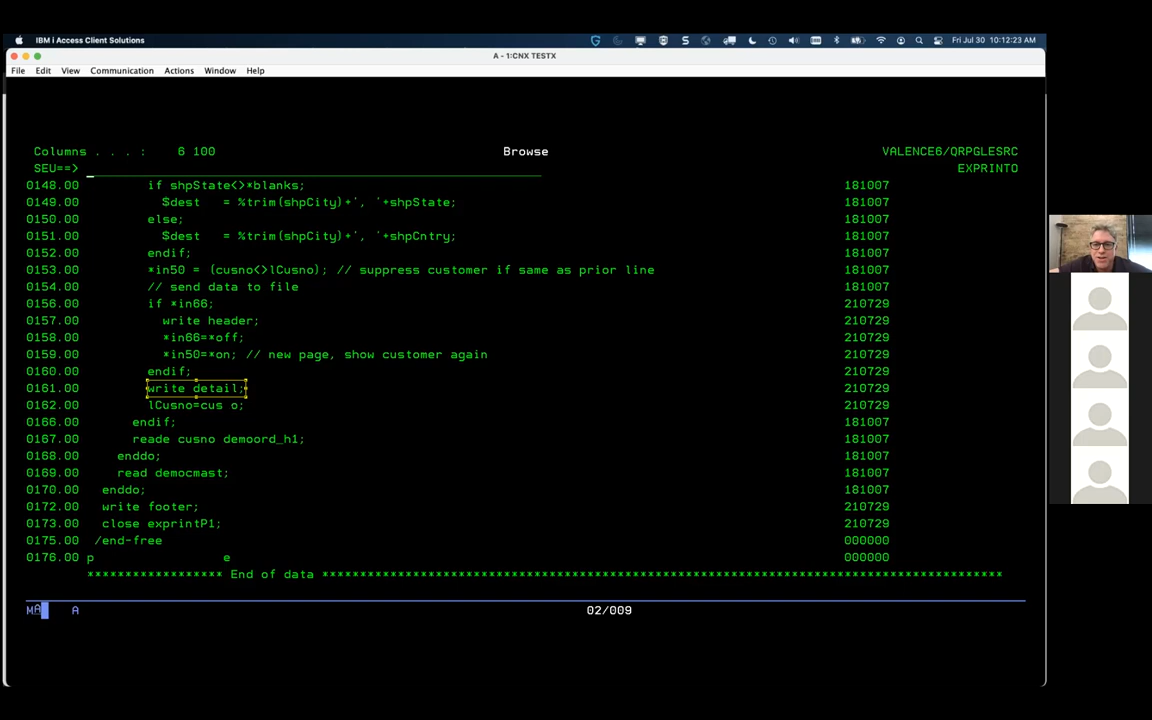 IBM i Access Client Solutions
Fri Jul 30 10:12:23 AM
A - 1:CNX TESTX
File Edit View Communication Actions Window Help
Columns . . . : 6 100 Browse VALENCE6/QRPGLESRC
SEU==> EXPRINTO
0148.00 if shpState<>*blanks; 181007
0149.00 $dest = %trim(shpCity)+', '+shpState; 181007
0150.00 else; 181007
0151.00 $dest = %trim(shpCity)+', '+shpCntry; 181007
0152.00 endif; 181007
0153.00 *in50 = (cusno<>lCusno); // suppress customer if same as prior line 181007
0154.00 // send data to file 181007
0156.00 if *in66; 210729
0157.00 write header; 210729
0158.00 *in66=*off; 210729
0159.00 *in50=*on; // new page, show customer again 210729
0160.00 endif; 210729
0161.00 write detail; 210729
0162.00 lCusno=cus o; 210729
0166.00 endif; 181007
0167.00 reade cusno demoord_h1; 181007
0168.00 enddo; 181007
0169.00 read democmast; 181007
0170.00 enddo; 181007
0172.00 write footer; 210729
0173.00 close exprintP1; 210729
0175.00 /end-free 000000
0176.00 p e 000000
****************** End of data ******************************************************************************************
MA A 02/009